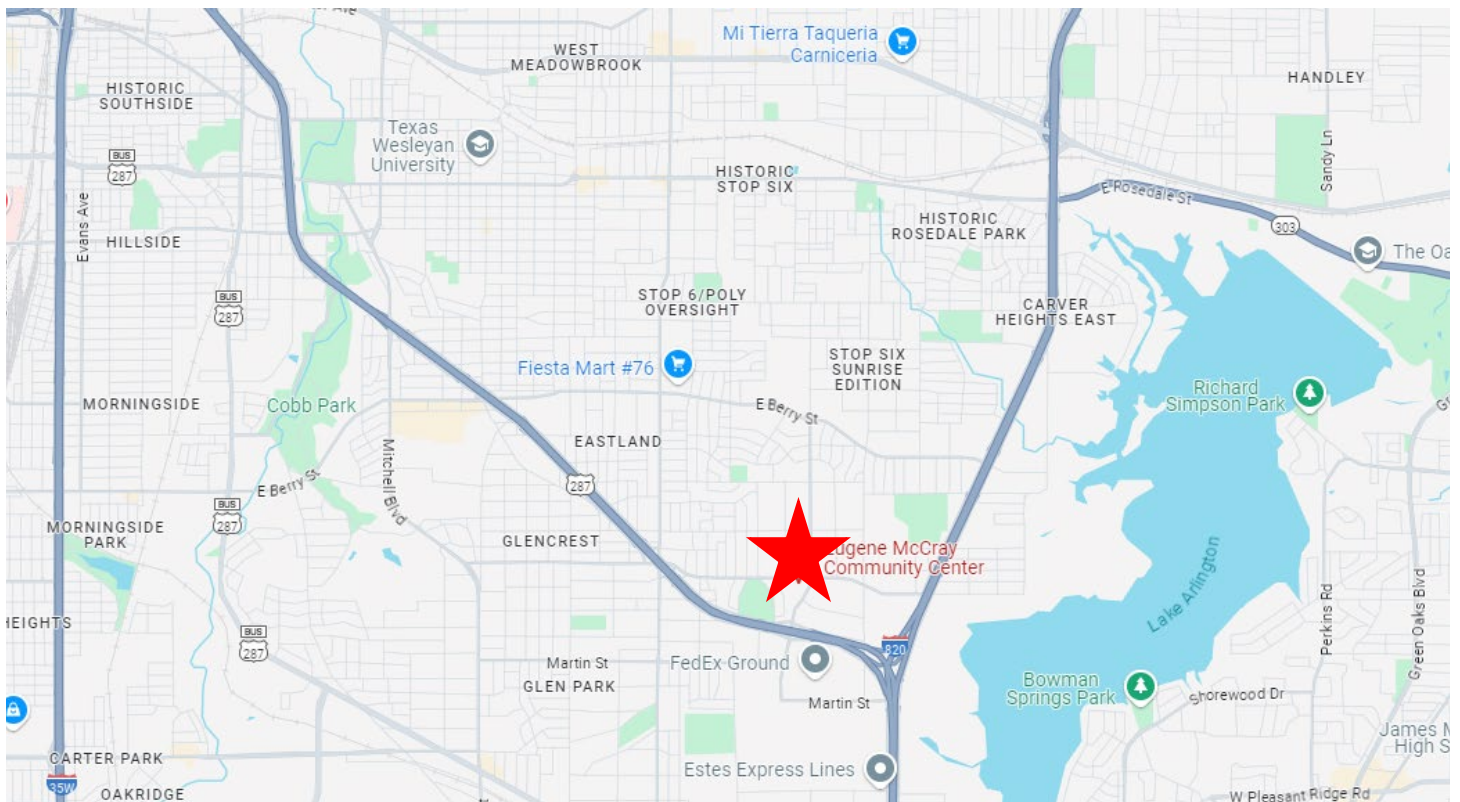 Mi Tierra Taqueria
Carniceria
WEST
MEADOWBROOK
HANDLEY
HISTORIC
SOUTHSIDE
Texas
Wesleyan
University
BUS
287
HISTORIC
STOP SIX
Sandy Ln
E Rosedale St
Evans Ave
HISTORIC
ROSEDALE PARK
303
HILLSIDE
The Oa
STOP 6/POLY
OVERSIGHT
BUS
287
CARVER
HEIGHTS EAST
Fiesta Mart #76
STOP SIX
SUNRISE
EDITION
Richard
Simpson Park
MORNINGSIDE
Cobb Park
E Berry St
EASTLAND
Mitchell Blvd
E Berry St
287
BUS
287
MORNINGSIDE
PARK
GLENCREST
Eugene McCray
Community Center
Lake Arlington
Perkins Rd
Green Oaks Blvd
HEIGHTS
BUS
287
820
Martin St
FedEx Ground
GLEN PARK
Bowman
Springs Park
Shorewood Dr
Martin St
James M
High S
CARTER PARK
Estes Express Lines
35W
OAKRIDGE
W Pleasant Ridge Rd